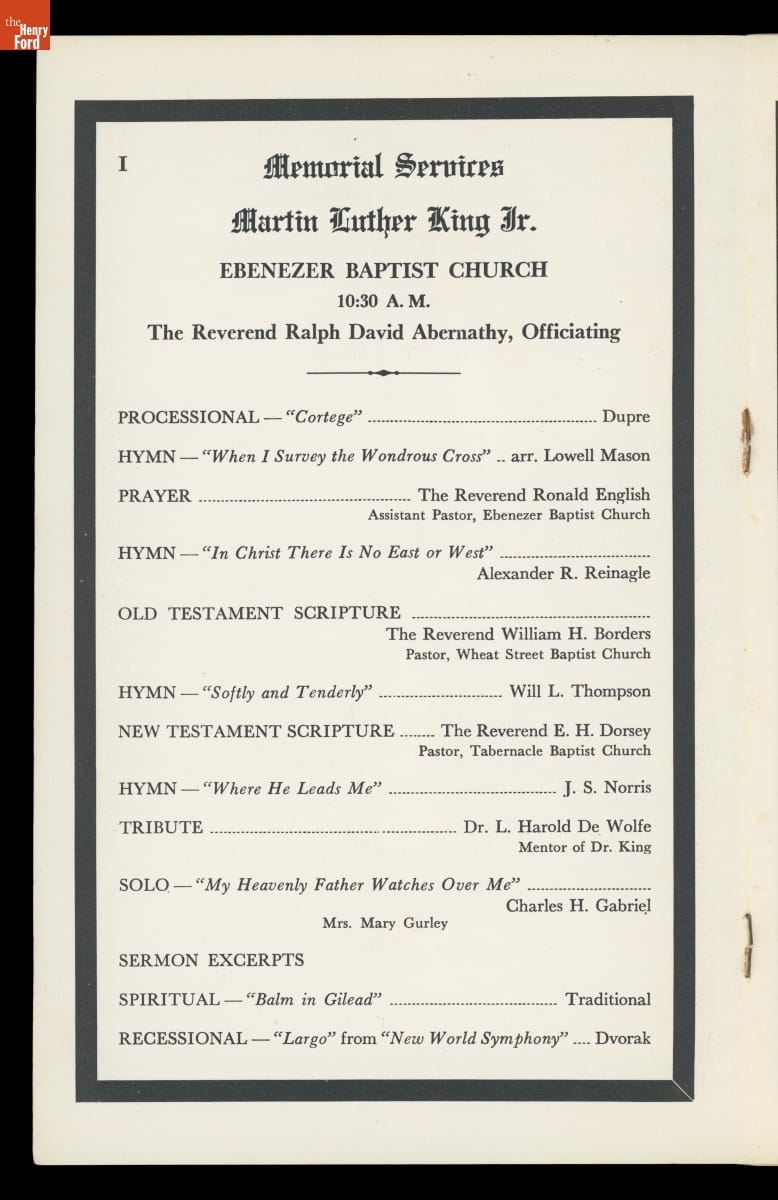 the
Henry
Ford
I
Memorial Services
Martin Luther King Jr.
EBENEZER BAPTIST CHURCH
10:30 A. M.
The Reverend Ralph David Abernathy, Officiating
PROCESSIONAL — “Cortege” ........................................ Dupre
HYMN — “When I Survey the Wondrous Cross” .. arr. Lowell Mason
PRAYER ........................................ The Reverend Ronald English
Assistant Pastor, Ebenezer Baptist Church
HYMN — “In Christ There Is No East or West” ..............................
Alexander R. Reinagle
OLD TESTAMENT SCRIPTURE ........................................
The Reverend William H. Borders
Pastor, Wheat Street Baptist Church
HYMN — “Softly and Tenderly” ......................... Will L. Thompson
NEW TESTAMENT SCRIPTURE ........ The Reverend E. H. Dorsey
Pastor, Tabernacle Baptist Church
HYMN — “Where He Leads Me” .................................. J. S. Norris
TRIBUTE .................................................. Dr. L. Harold De Wolfe
Mentor of Dr. King
SOLO — “My Heavenly Father Watches Over Me” .........................
Charles H. Gabriel
Mrs. Mary Gurley
SERMON EXCERPTS
SPIRITUAL — “Balm in Gilead” .................................. Traditional
RECESSIONAL — “Largo” from “New World Symphony” .... Dvorak